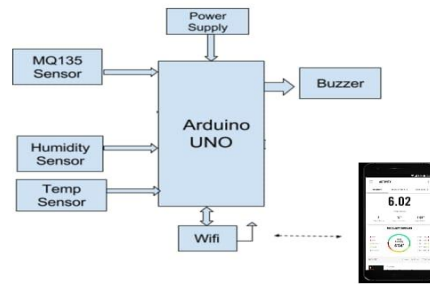 Power
Supply
MQ135
Sensor
Buzzer
Arduino
UNO
Humidity
Sensor
Temp
Sensor
Wifi
6.02